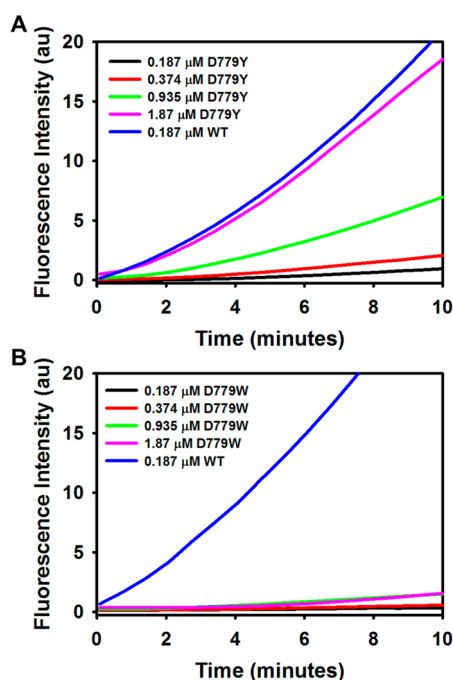 A
Fluorescence Intensity (au)
20
15
10
5
0
0.187 μM D779Y
0.374 μM D779Y
0.935 μM D779Y
1.87 μM D779Y
0.187 μM WT
0 2 4 6 8 10
Time (minutes)
B
Fluorescence Intensity (au)
20
15
10
5
0
0.187 μM D779W
0.374 μM D779W
0.935 μM D779W
1.87 μM D779W
0.187 μM WT
0 2 4 6 8 10
Time (minutes)